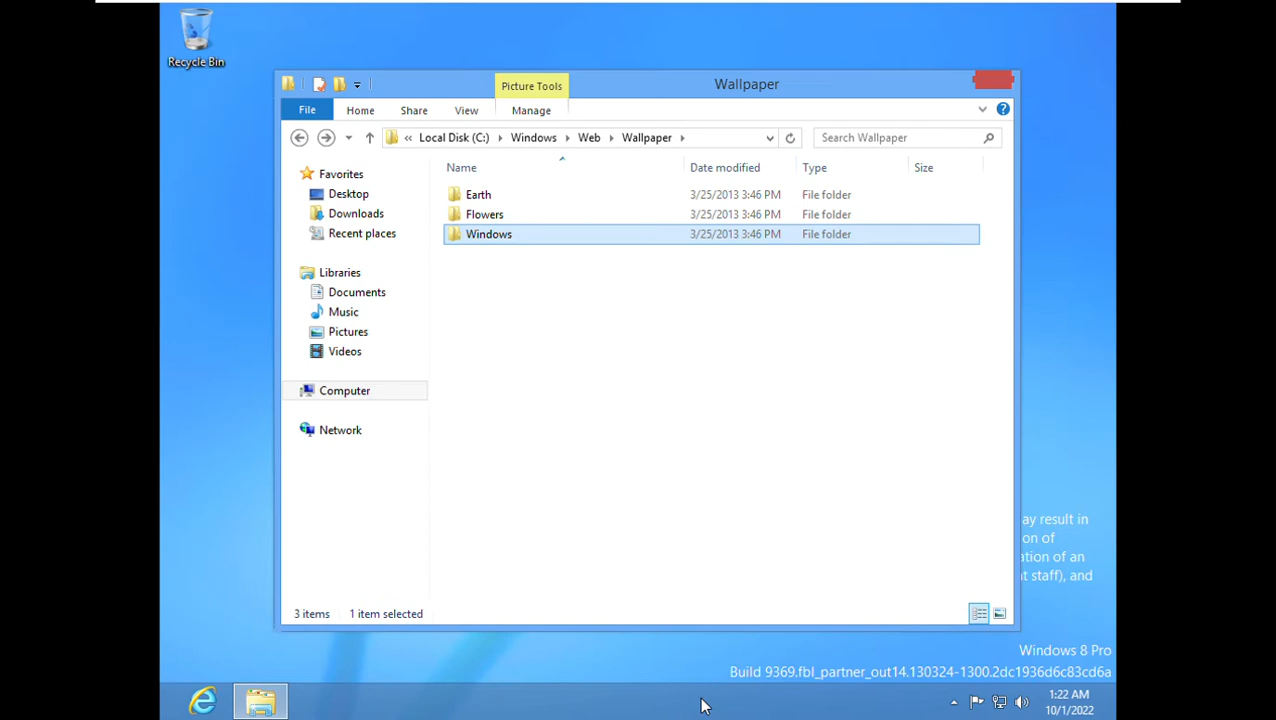 Recycle Bin
Picture Tools
Wallpaper
File Home Share View Manage
« Local Disk (C:) Windows Web Wallpaper
Search Wallpaper
Name Date modified Type Size
Favorites
Desktop
Downloads
Recent places
Libraries
Documents
Music
Pictures
Videos
Computer
Network
Earth 3/25/2013 3:46 PM File folder
Flowers 3/25/2013 3:46 PM File folder
Windows 3/25/2013 3:46 PM File folder
3 items 1 item selected
ay result in
ion of
ation of an
t staff), and
Windows 8 Pro
Build 9369.fbl_partner_out14.130324-1300.2dc1936d6c83cd6a
1:22 AM
10/1/2022